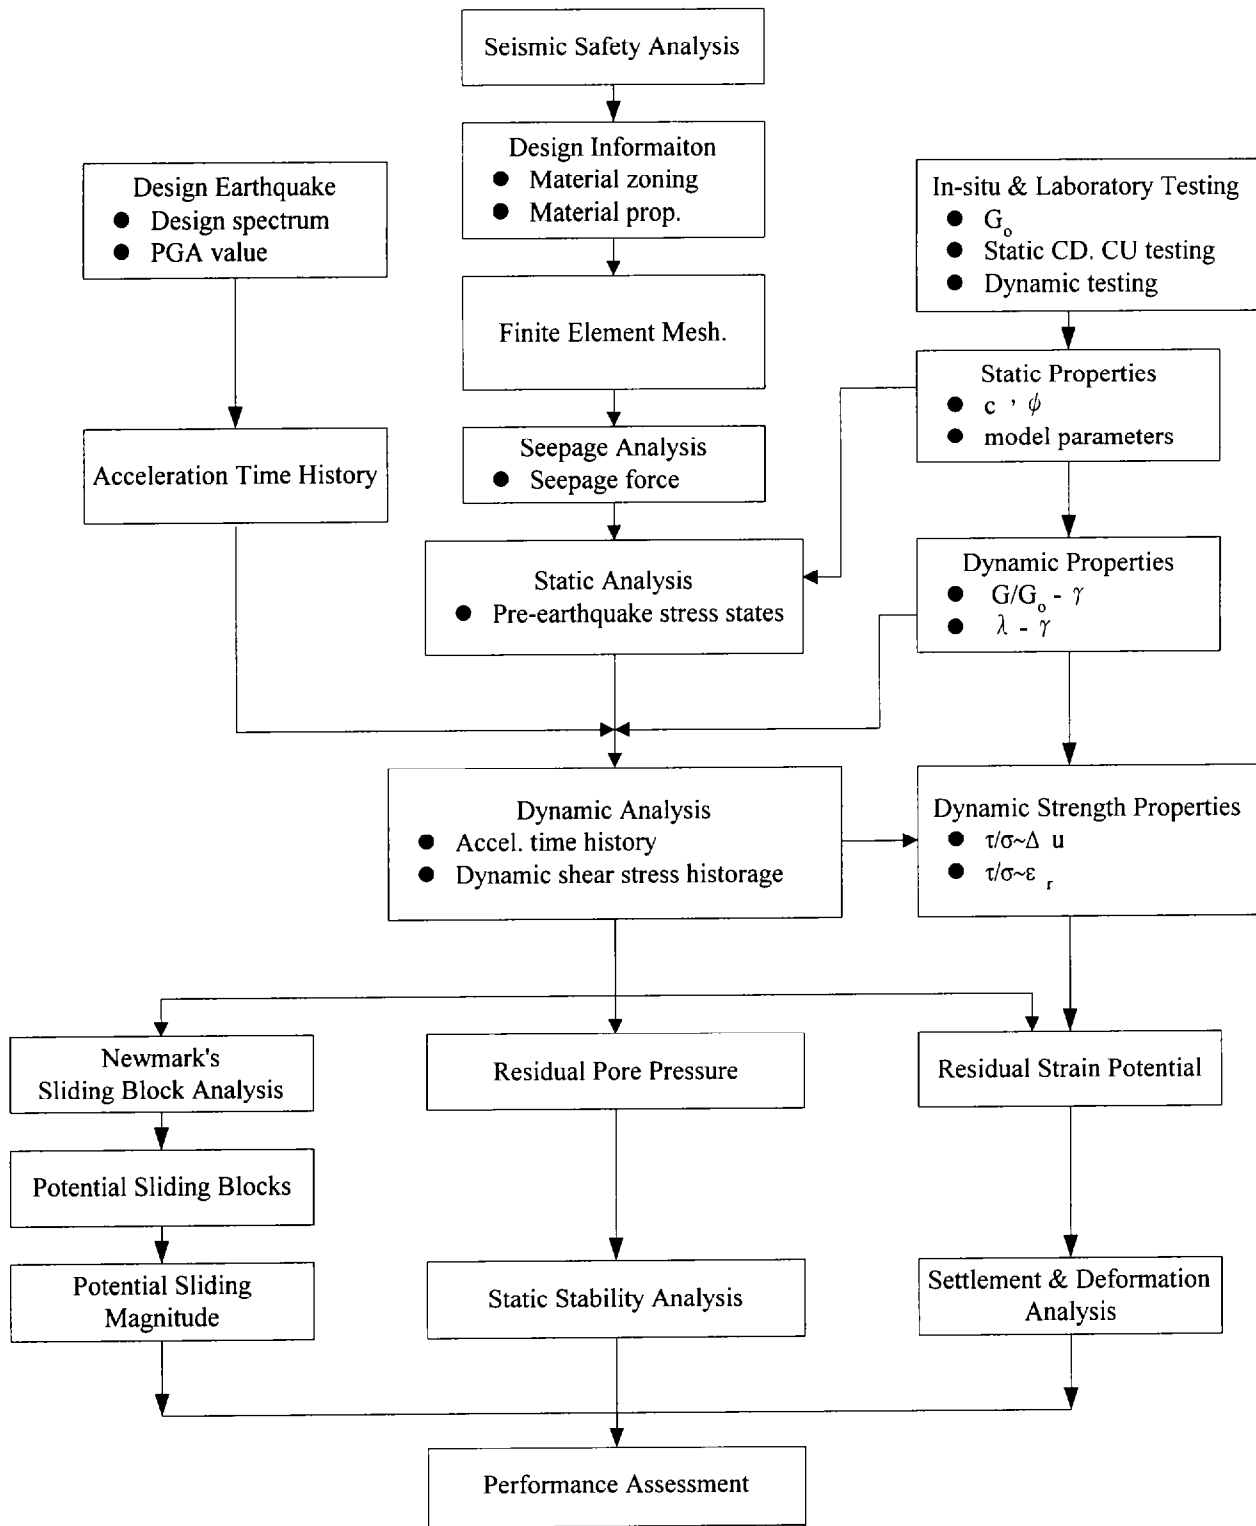 Seismic Safety Analysis
Design Informaiton
● Material zoning
● Material prop.
Design Earthquake
● Design spectrum
● PGA value
In-situ & Laboratory Testing
● Gₒ
● Static CD. CU testing
● Dynamic testing
Finite Element Mesh.
Static Properties
● c , ϕ
● model parameters
Acceleration Time History
Seepage Analysis
● Seepage force
Static Analysis
● Pre-earthquake stress states
Dynamic Properties
● G/Gₒ - γ
● λ - γ
Dynamic Analysis
● Accel. time history
● Dynamic shear stress historage
Dynamic Strength Properties
● τ/σ~Δ u
● τ/σ~ε r
Newmark's
Sliding Block Analysis
Residual Pore Pressure
Residual Strain Potential
Potential Sliding Blocks
Potential Sliding
Magnitude
Static Stability Analysis
Settlement & Deformation
Analysis
Performance Assessment